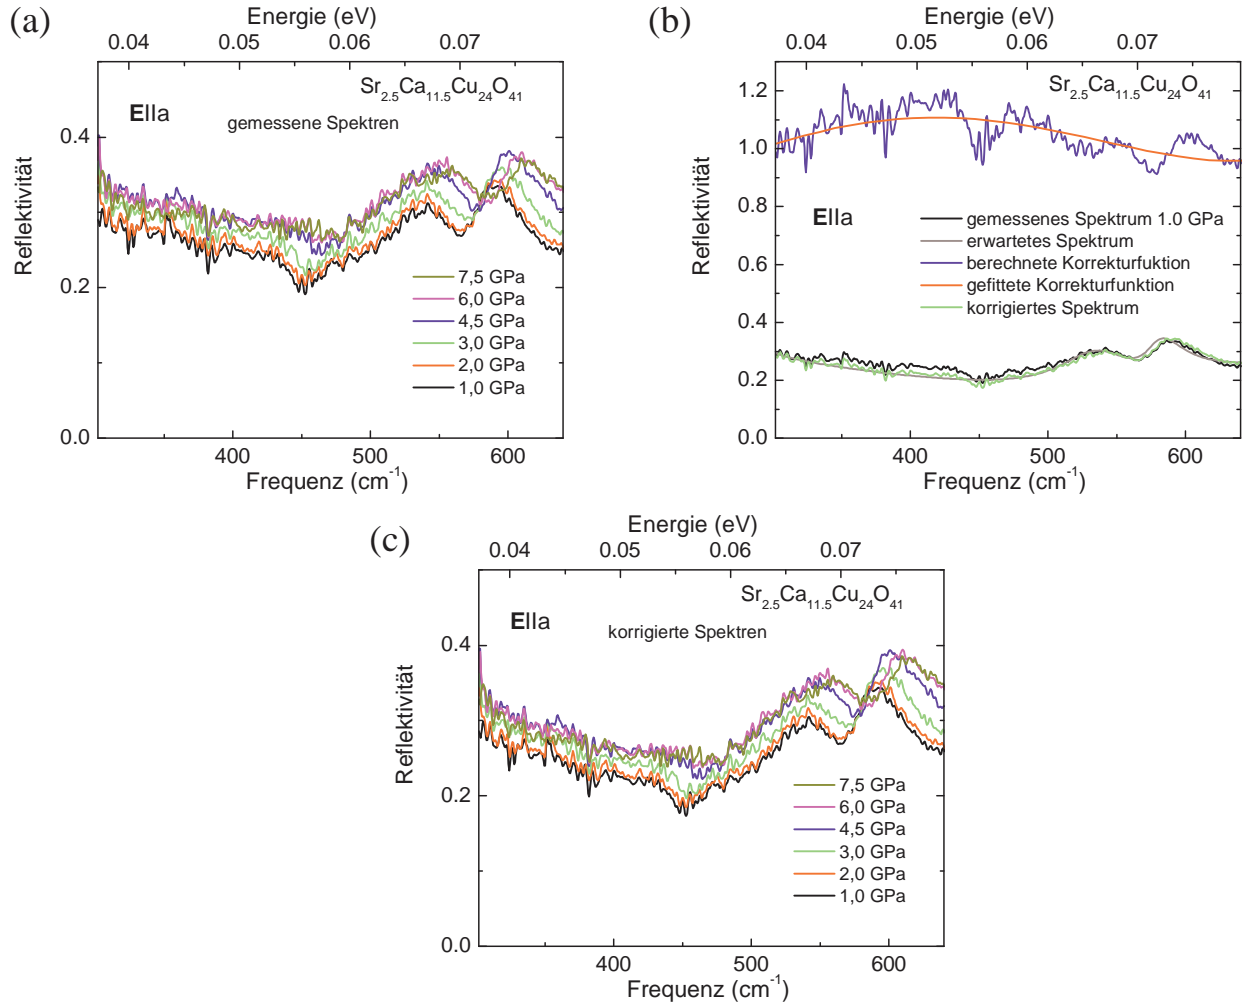 (a)
Energie (eV)
0.04 0.05 0.06 0.07
Sr2.5Ca11.5Cu24O41
EIIa
gemessene Spektren
0.4
0.2
0.0
Reflektivität
7,5 GPa
6,0 GPa
4,5 GPa
3,0 GPa
2,0 GPa
1,0 GPa
400 500 600
Frequenz (cm-1)
(b)
Energie (eV)
0.04 0.05 0.06 0.07
Sr2.5Ca11.5Cu24O41
1.2
1.0
0.8
0.6
0.4
0.2
0.0
Reflektivität
EIIa
gemessenes Spektrum 1.0 GPa
erwartetes Spektrum
berechnete Korrekturfuktion
gefittete Korrekturfunktion
korrigiertes Spektrum
400 500 600
Frequenz (cm-1)
(c)
Energie (eV)
0.04 0.05 0.06 0.07
Sr2.5Ca11.5Cu24O41
EIIa
korrigierte Spektren
0.4
0.2
0.0
Reflektivität
7,5 GPa
6,0 GPa
4,5 GPa
3,0 GPa
2,0 GPa
1,0 GPa
400 500 600
Frequenz (cm-1)